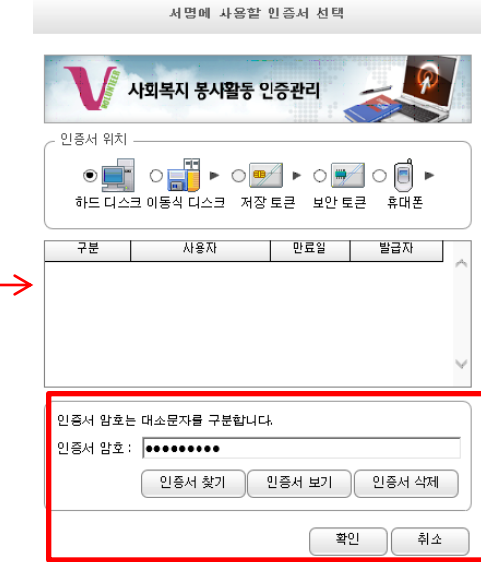 서명에 사용할 인증서 선택
VOLUNTEER 사회복지 봉사활동 인증관리
인증서 위치
하드 디스크 이동식 디스크 저장 토큰 보안 토큰 휴대폰
구분 사용자 만료일 발급자
인증서 암호는 대소문자를 구분합니다.
인증서 암호 : ●●●●●●●●●
인증서 찾기 인증서 보기 인증서 삭제
확인 취소